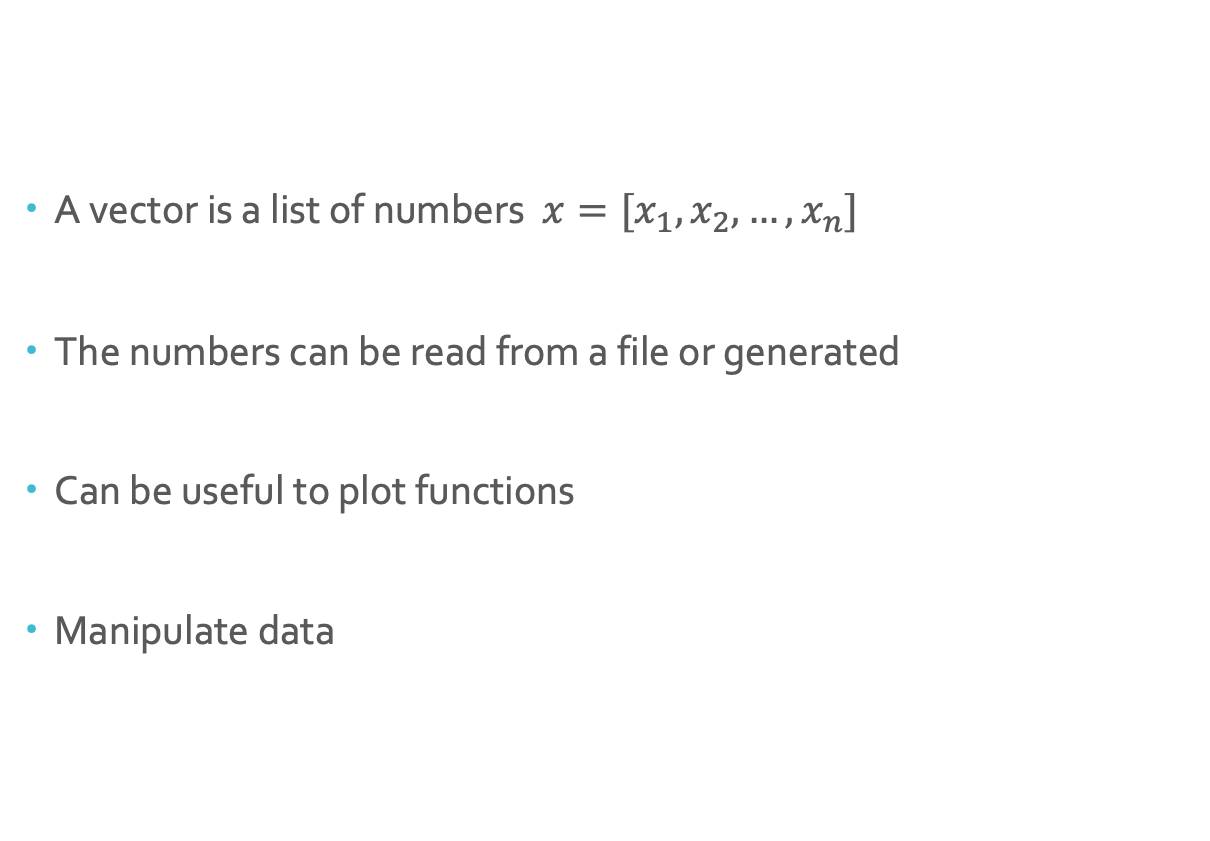 • A vector is a list of numbers x = [x₁, x₂, … , xₙ]
• The numbers can be read from a file or generated
• Can be useful to plot functions
• Manipulate data